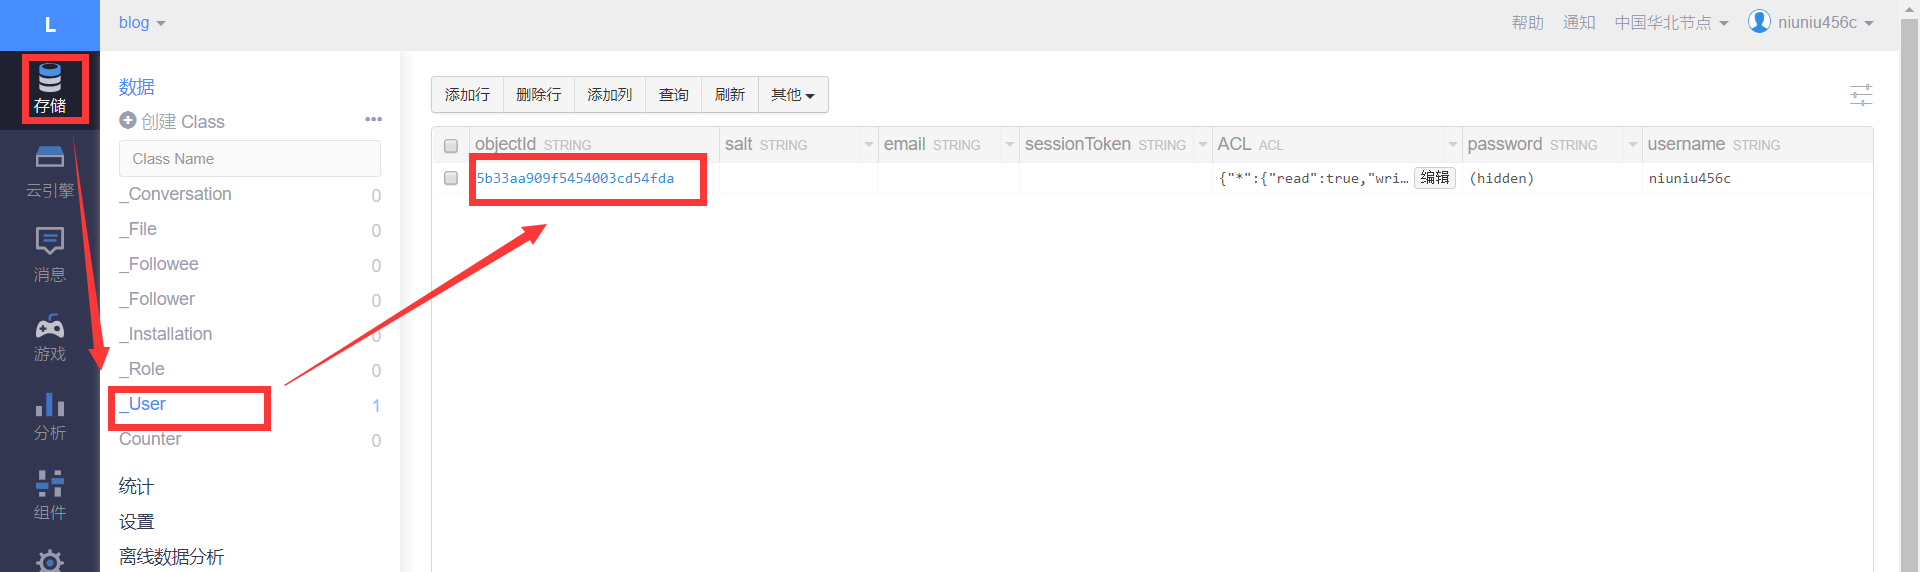 L
blog
帮助 通知 中国华北节点 niuniu456c
存储
云引擎
消息
游戏
分析
组件
数据
创建 Class
Class Name
_Conversation 0
_File 0
_Followee 0
_Follower 0
_Installation 0
_Role 0
_User 1
Counter 0
统计
设置
离线数据分析
添加行 删除行 添加列 查询 刷新 其他
objectId STRING salt STRING email STRING sessionToken STRING ACL ACL password STRING username STRING
5b33aa909f5454003cd54fda {"*":{"read":true,"wri... 编辑 (hidden) niuniu456c